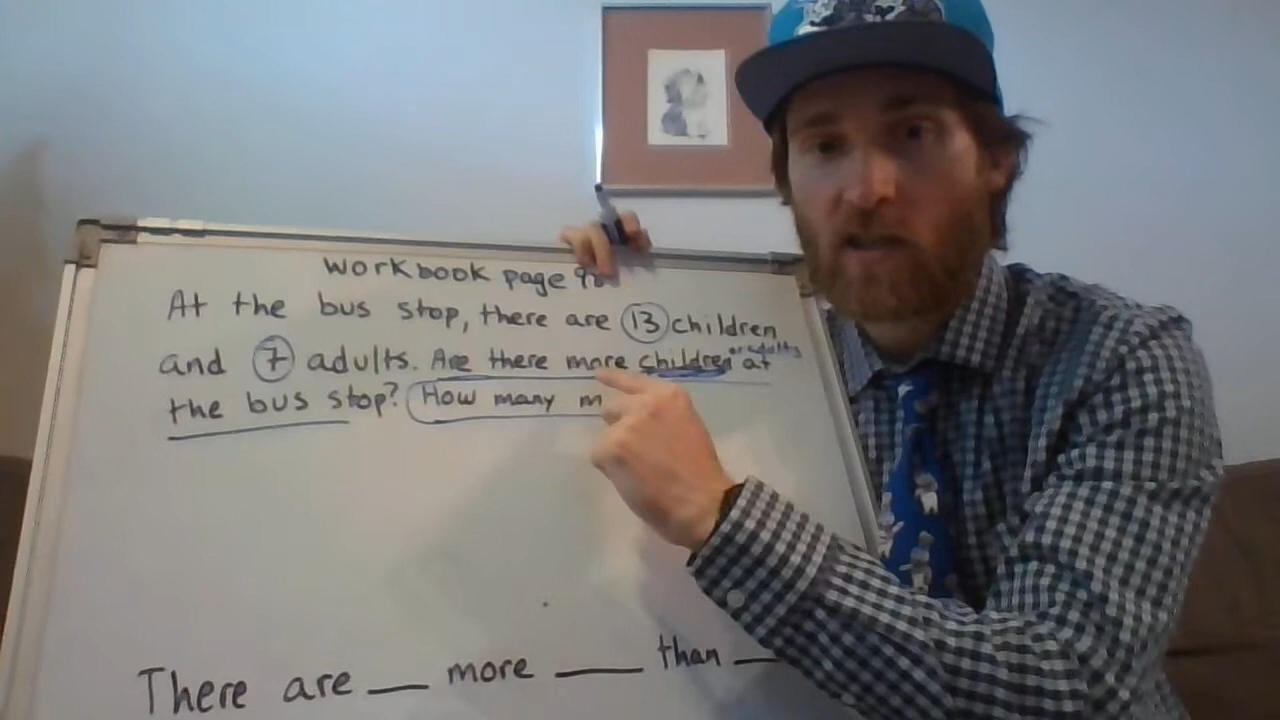 Workbook page
At the bus stop, there are 13 children
or adults
and 7 adults. Are there more children at
the bus stop? How many m
There are __ more __ than __